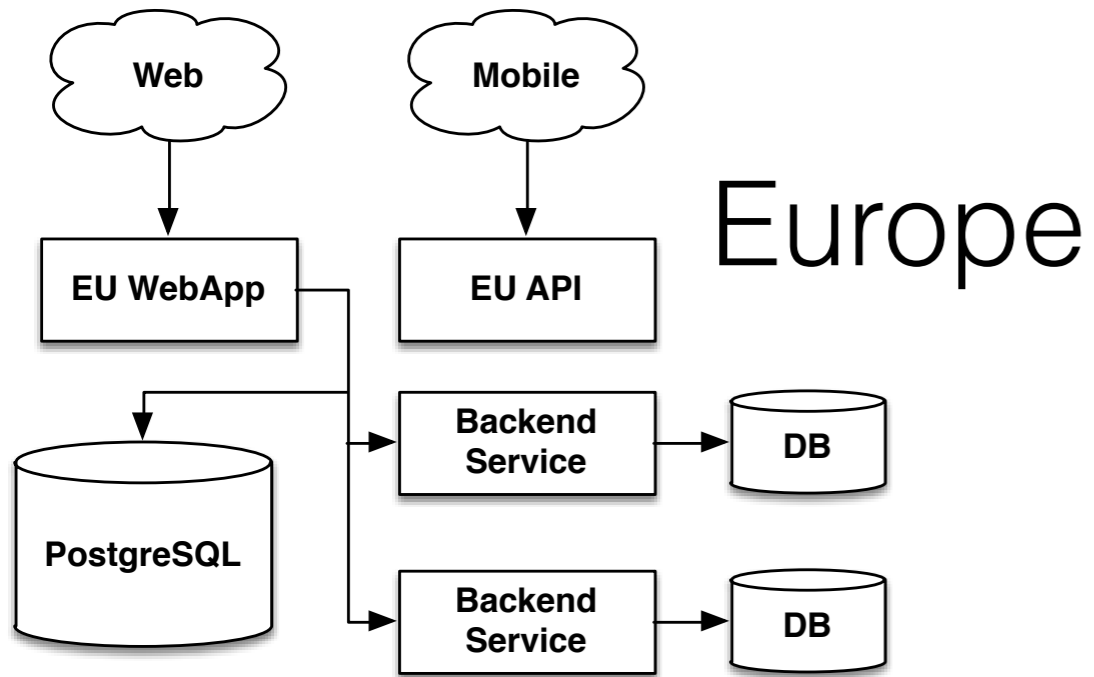 Web
Mobile
Europe
EU WebApp
EU API
Backend
Service
DB
PostgreSQL
Backend
Service
DB